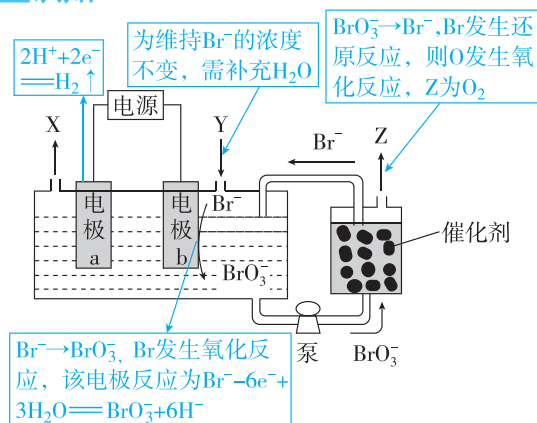 2H⁺+2e⁻
══H₂↑
为维持Br⁻的浓度
不变，需补充H₂O
BrO₃⁻→Br⁻,Br发生还
原反应，则O发生氧
化反应，Z为O₂
电源
X
Y
Br⁻
Z
电极
a
电极
b
Br⁻
BrO₃⁻
催化剂
泵
BrO₃⁻
Br⁻→BrO₃⁻, Br发生氧化反
应，该电极反应为Br⁻−6e⁻+
3H₂O══BrO₃⁻+6H⁻